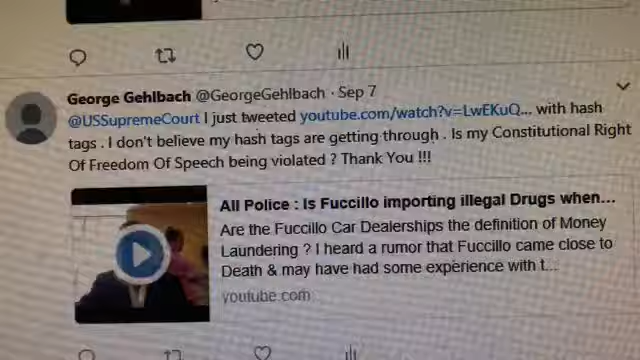 George Gehlbach @GeorgeGehlbach · Sep 7
@USSupremeCourt I just tweeted youtube.com/watch?v=LwEKuQ... with hash
tags . I don't believe my hash tags are getting through . Is my Constitutional Right
Of Freedom Of Speech being violated ? Thank You !!!
All Police : Is Fuccillo importing illegal Drugs when...
Are the Fuccillo Car Dealerships the definition of Money
Laundering ? I heard a rumor that Fuccillo came close to
Death & may have had some experience with t...
youtube.com